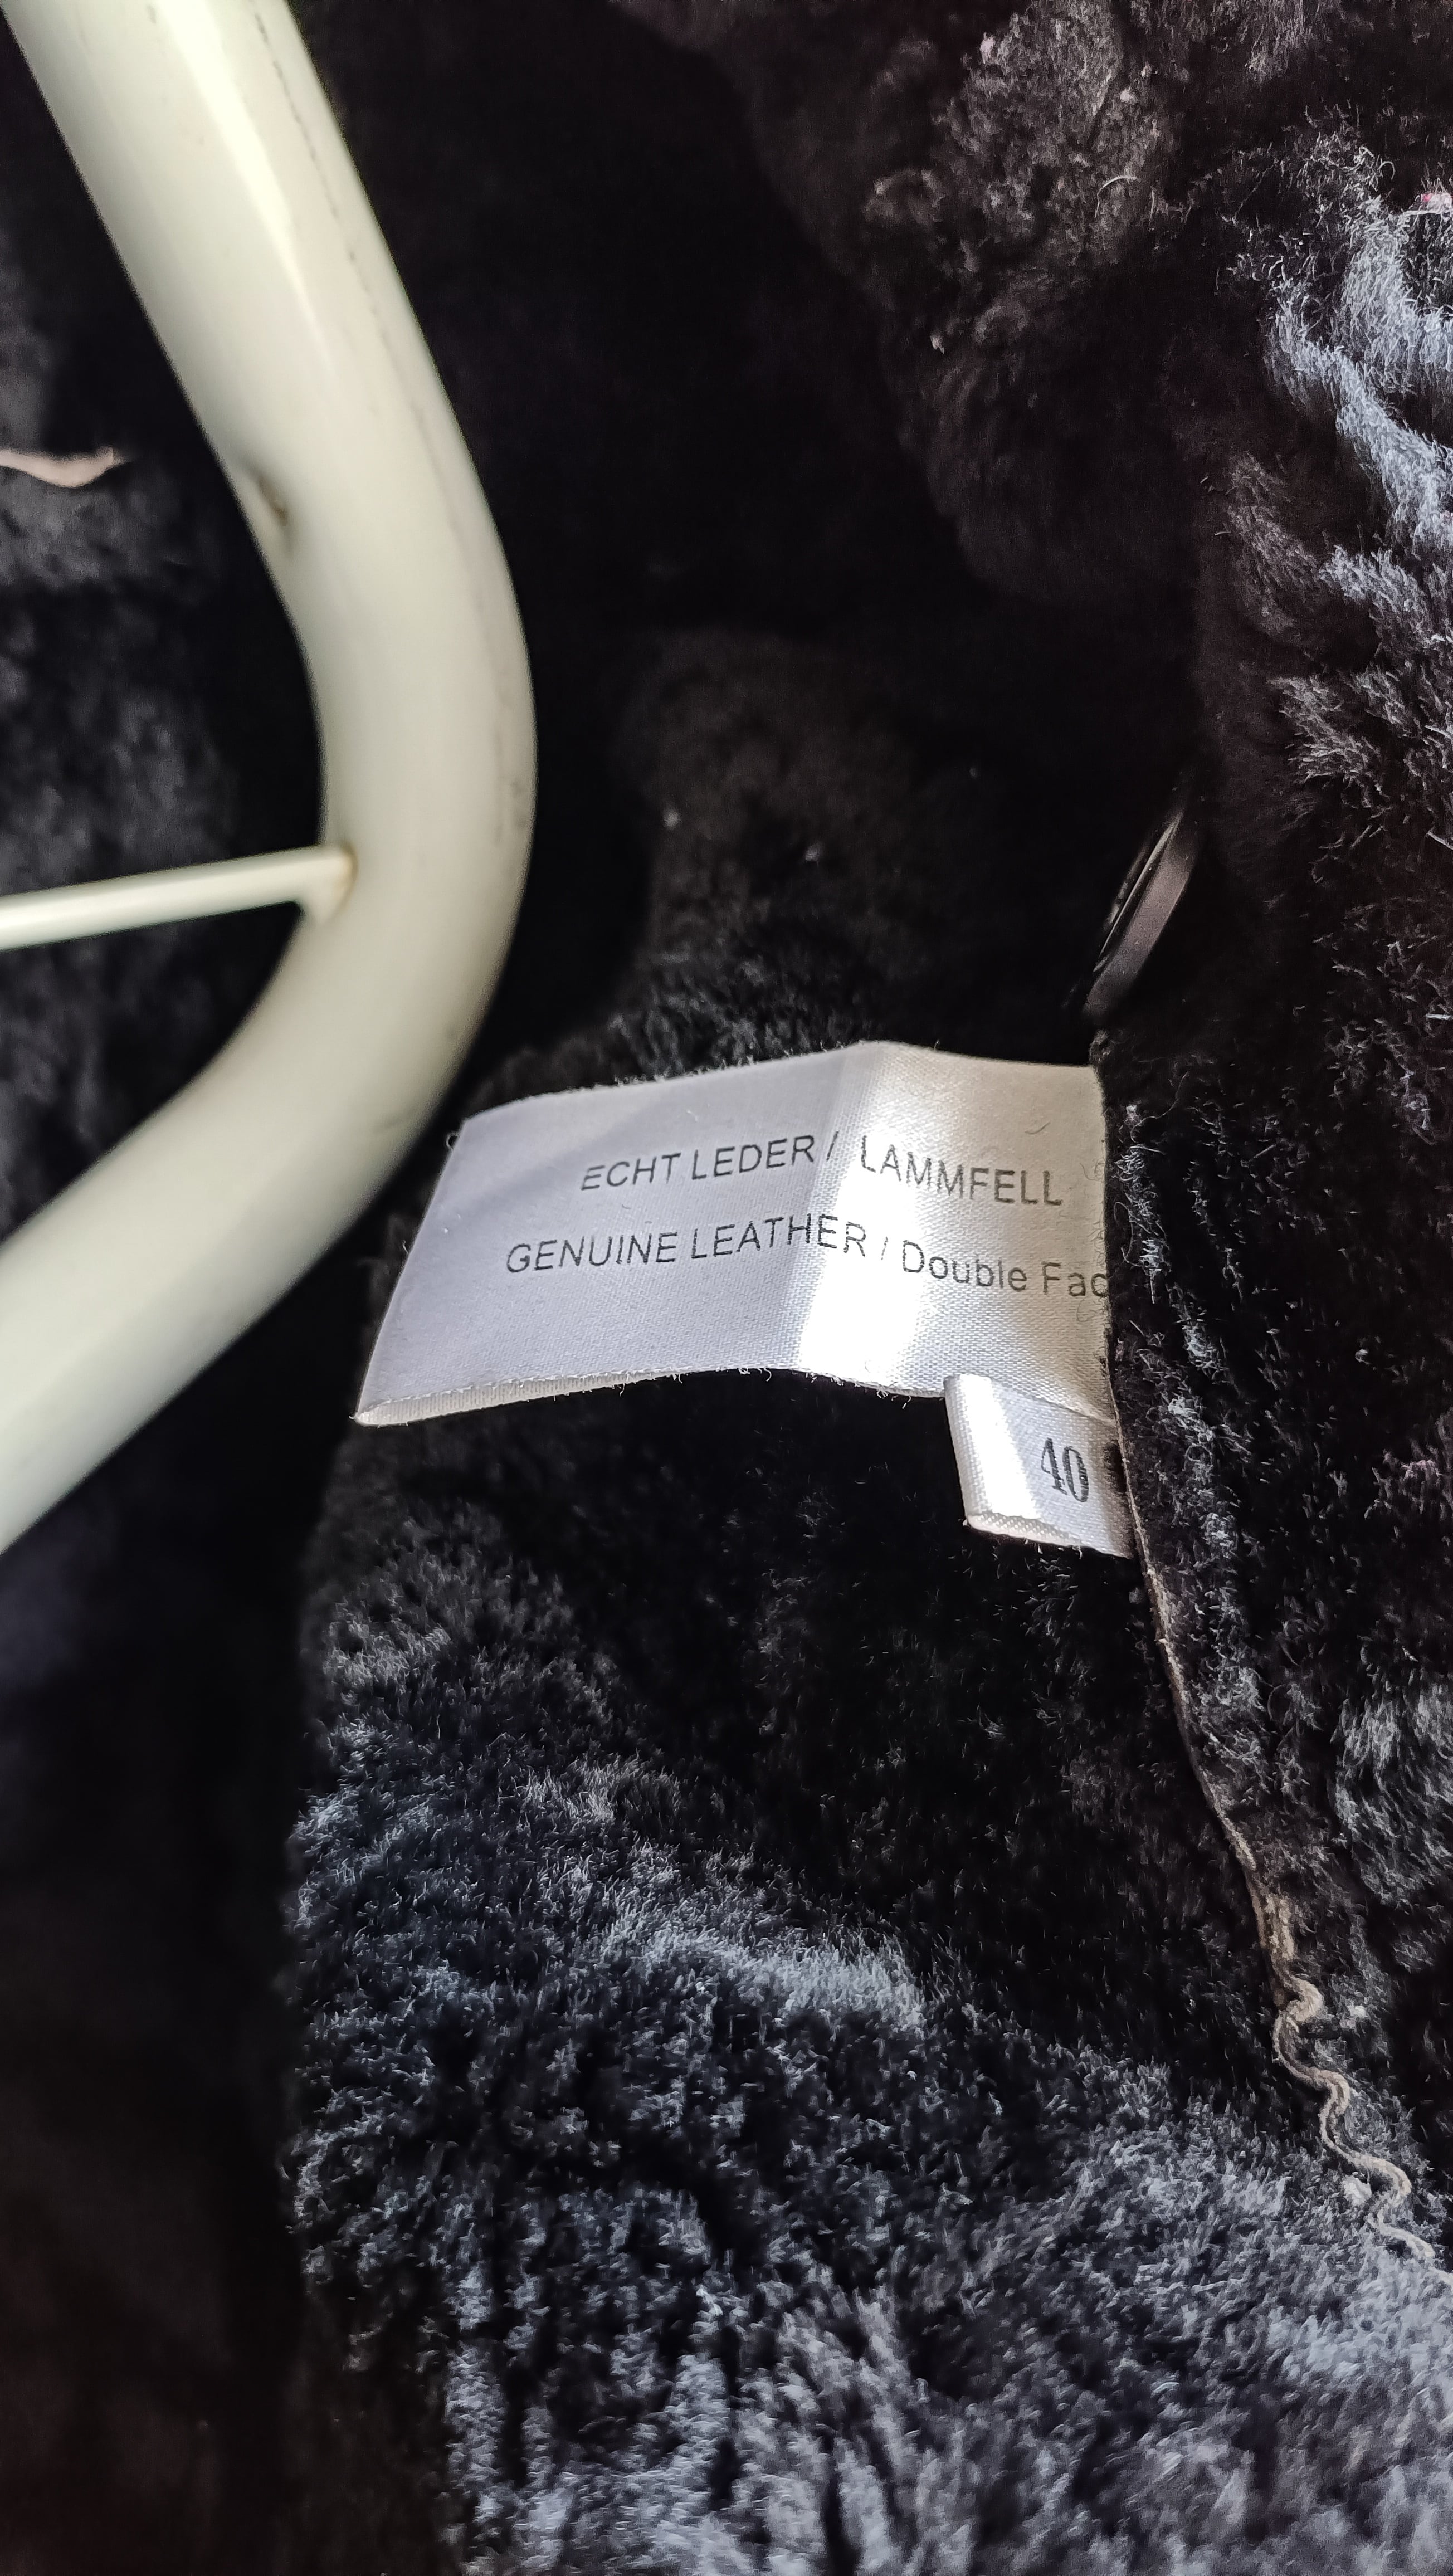 ECHT LEDER / LAMMFELL
GENUINE LEATHER / Double Fac
40